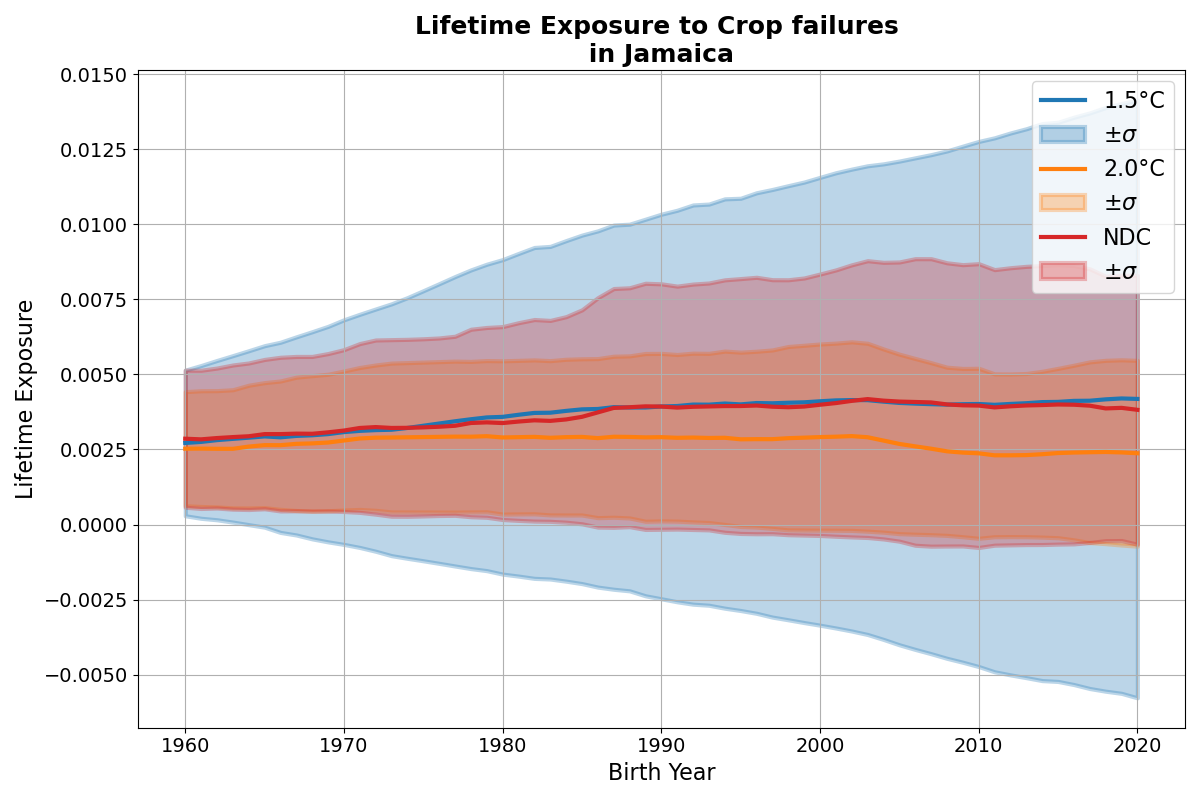 Lifetime Exposure to Crop failures
in Jamaica
0.0150
0.0125
0.0100
0.0075
0.0050
0.0025
0.0000
−0.0025
−0.0050
Lifetime Exposure
1960
1970
1980
1990
2000
2010
2020
Birth Year
1.5°C
±σ
2.0°C
±σ
NDC
±σ